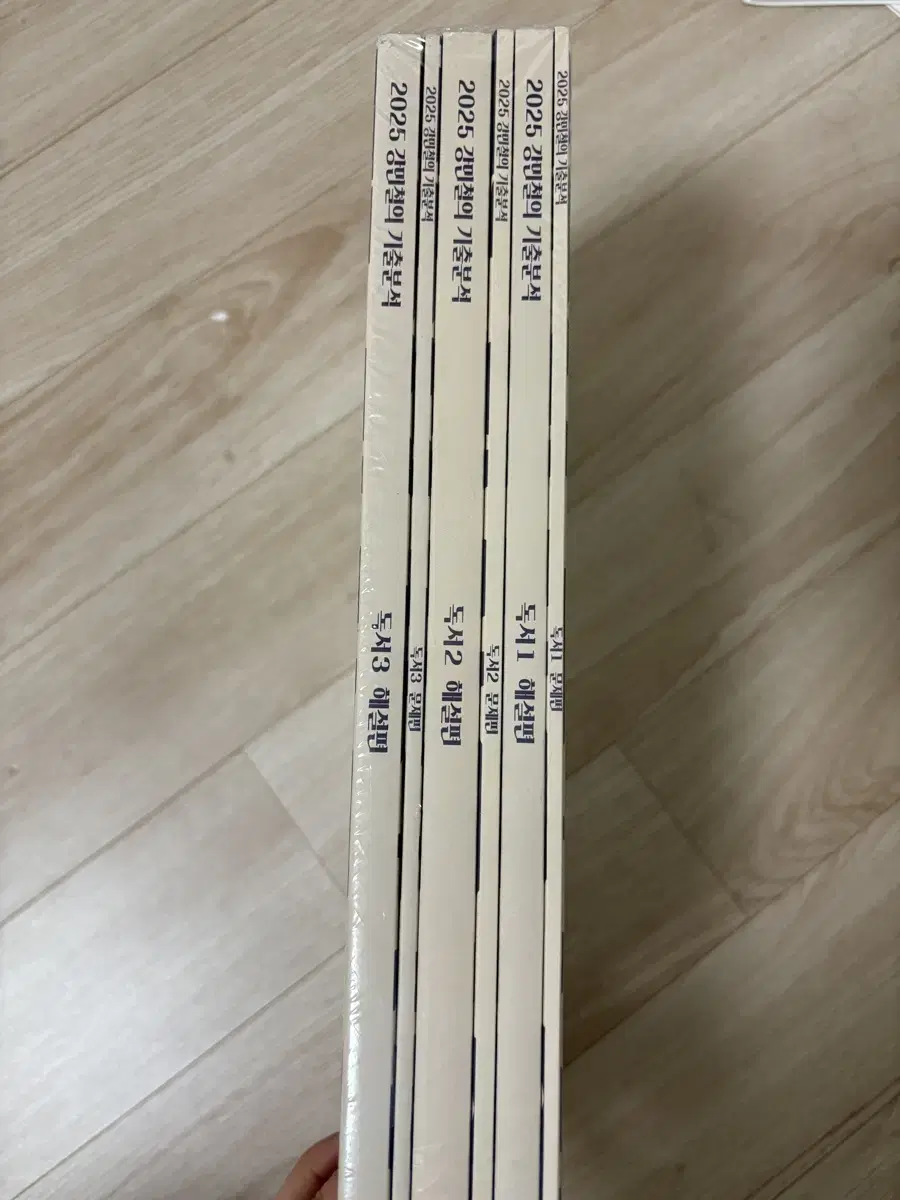 2025 강민철의 기출분석 독서3 해설편
2025 강민철의 기출분석 독서3 문제편
2025 강민철의 기출분석 독서2 해설편
2025 강민철의 기출분석 독서2 문제편
2025 강민철의 기출분석 독서1 해설편
2025 강민철의 기출분석 독서1 문제편